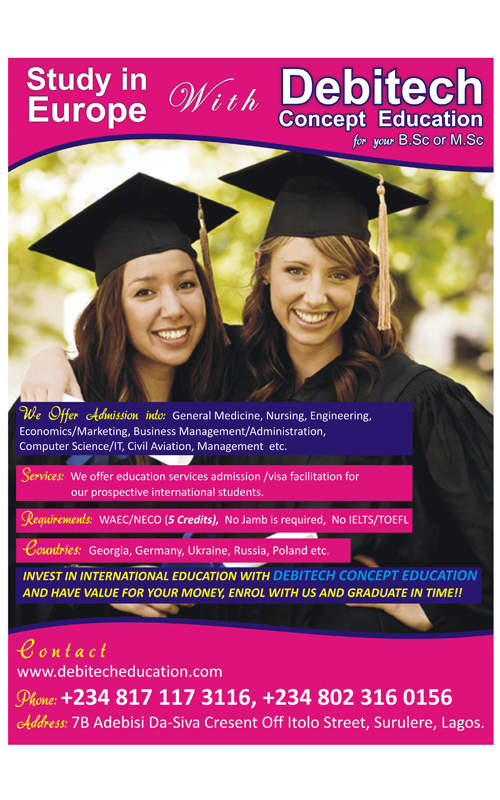 Study in
Europe
With
Debitech
Concept Education
for your B.Sc or M.Sc
We Offer Admission into: General Medicine, Nursing, Engineering,
Economics/Marketing, Business Management/Administration,
Computer Science/IT, Civil Aviation, Management etc.
Services: We offer education services admission /visa facilitation for
our prospective international students.
Requirements: WAEC/NECO (5 Credits), No Jamb is required, No IELTS/TOEFL
Countries: Georgia, Germany, Ukraine, Russia, Poland etc.
INVEST IN INTERNATIONAL EDUCATION WITH DEBITECH CONCEPT EDUCATION
AND HAVE VALUE FOR YOUR MONEY, ENROL WITH US AND GRADUATE IN TIME!!
Contact
www.debitecheducation.com
Phone: +234 817 117 3116, +234 802 316 0156
Address: 7B Adebisi Da-Siva Cresent Off Itolo Street, Surulere, Lagos.